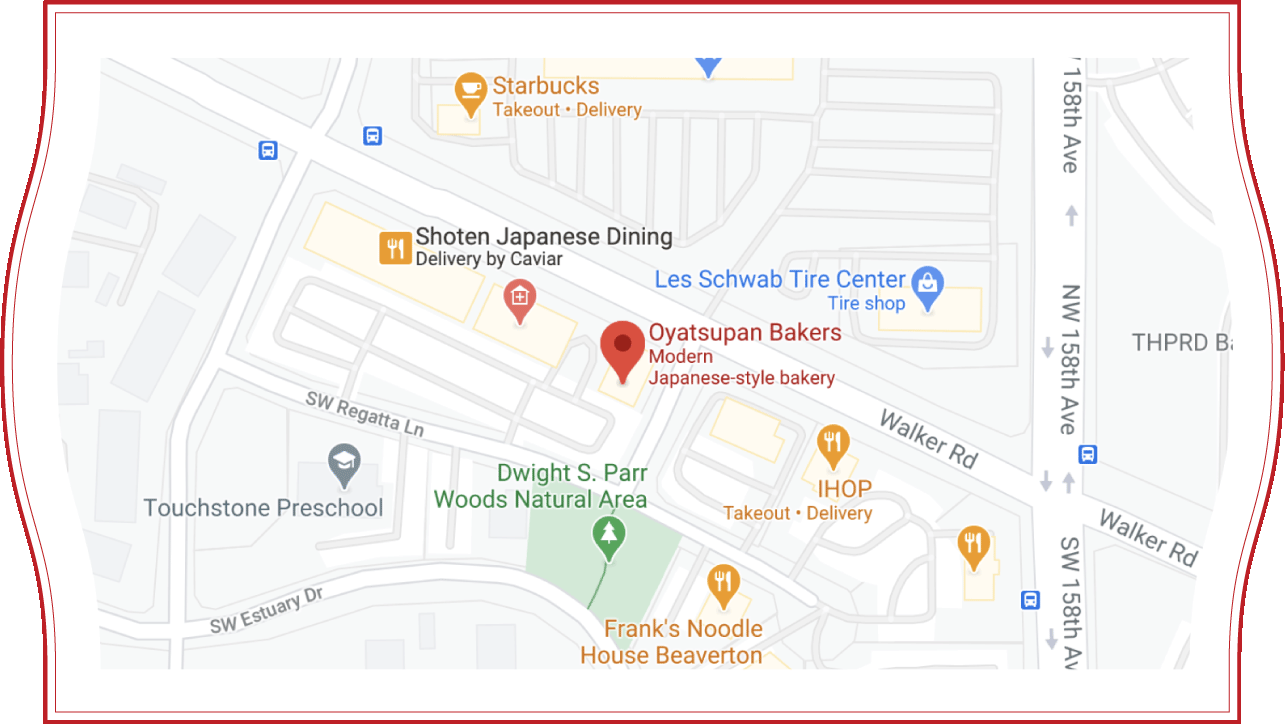 Starbucks
Takeout • Delivery
158th Ave
Shoten Japanese Dining
Delivery by Caviar
Les Schwab Tire Center
Tire shop
NW 158th Ave
Oyatsupan Bakers
Modern
Japanese-style bakery
THPRD
SW Regatta Ln
Walker Rd
Dwight S. Parr
Woods Natural Area
Touchstone Preschool
IHOP
Takeout • Delivery
Walker Rd
SW 158th
SW Estuary Dr
Frank's Noodle
House Beaverton